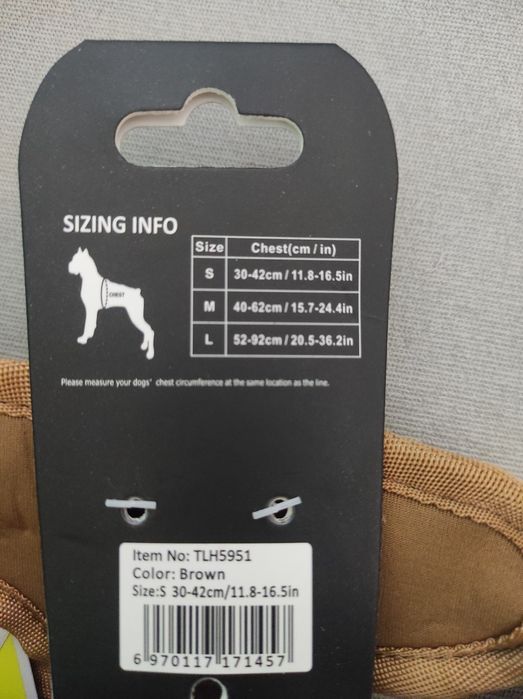 SIZING INFO
Size Chest(cm / in)
S 30-42cm / 11.8-16.5in
M 40-62cm / 15.7-24.4in
L 52-92cm / 20.5-36.2in
CHEST
Please measure your dogs' chest circumference at the same location as the line.
Item No: TLH5951
Color: Brown
Size:S 30-42cm/11.8-16.5in
6 970117 171457